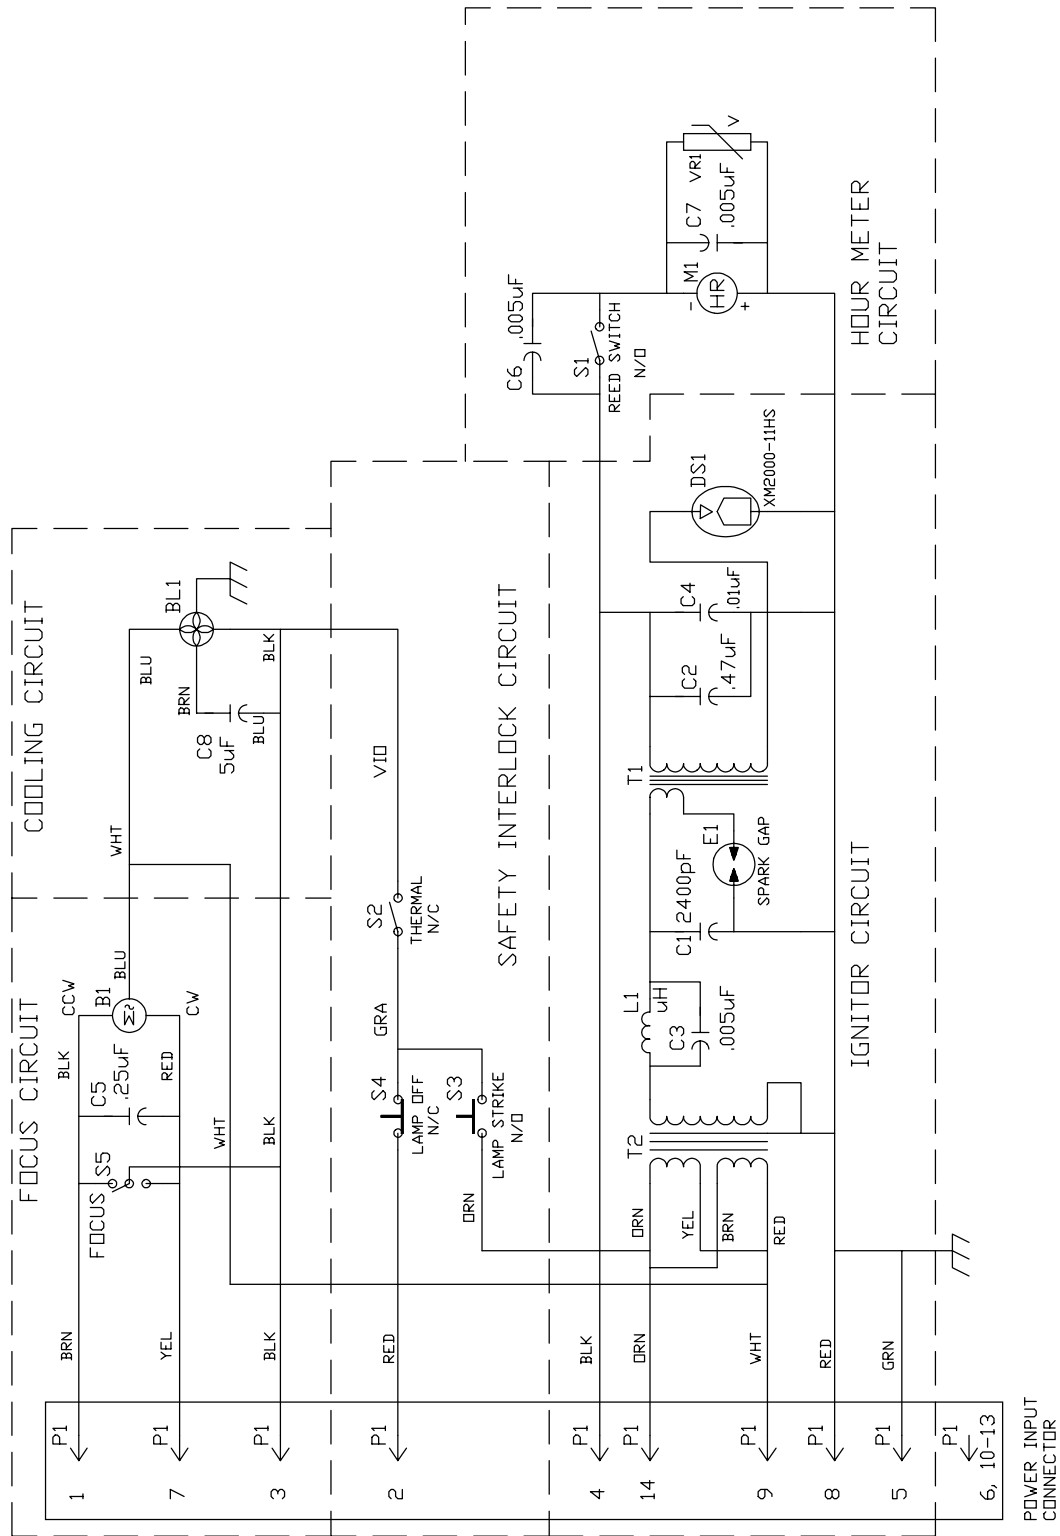 FOCUS CIRCUIT
COOLING CIRCUIT
BRN
FOCUS
S5
C5
.25uF
BLK
CCW
B1
BLU
WHT
BLU
BL1
YEL
RED
CW
BRN
C8
5uF
BLU
BLK
WHT
BLK
BLK
RED
S4
LAMP OFF
N/C
GRA
S2
THERMAL
N/C
VIO
ORN
S3
LAMP STRIKE
N/O
SAFETY INTERLOCK CIRCUIT
C6
.005uF
BLK
S1
REED SWITCH
N/O
ORN
ORN
T2
L1
uH
C3
.005uF
T1
YEL
BRN
RED
C1
2400pF
E1
SPARK GAP
C2
.47uF
C4
.01uF
DS1
XM2000-11HS
-
M1
HR
+
C7
.005uF
VR1
V
WHT
RED
GRN
IGNITOR CIRCUIT
HOUR METER
CIRCUIT
1
P1
7
P1
3
P1
2
P1
4
P1
14
P1
9
P1
8
P1
5
P1
6, 10-13
P1
POWER INPUT
CONNECTOR